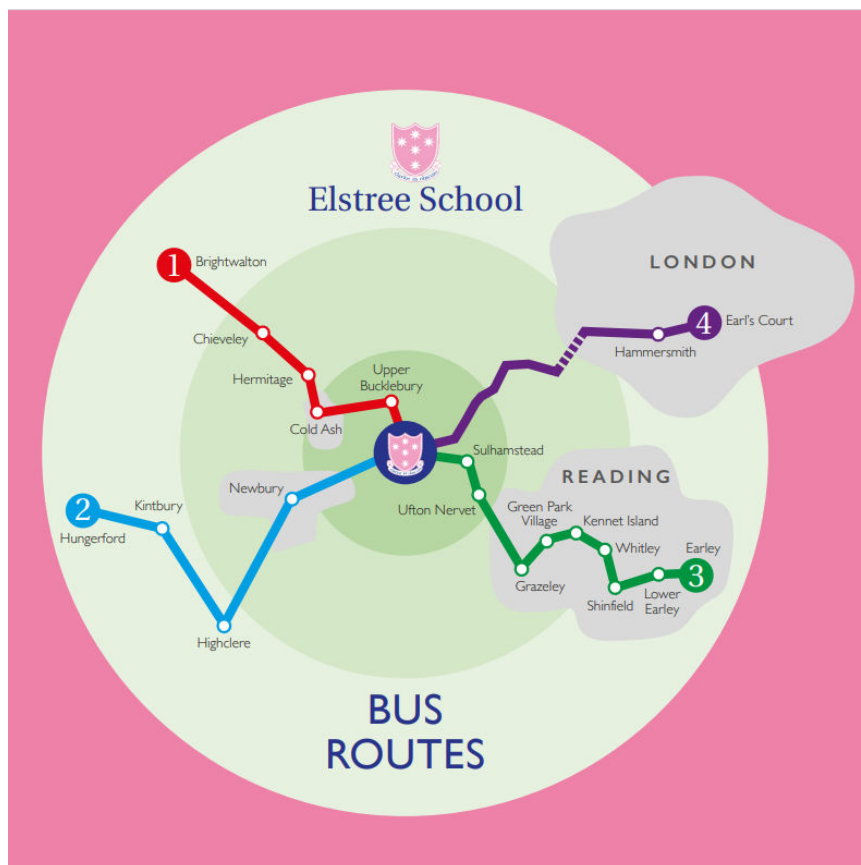 Elstree School
1
Brightwalton
Chieveley
Hermitage
Cold Ash
Upper
Bucklebury
LONDON
4
Earl's Court
Hammersmith
2
Hungerford
Kintbury
Newbury
Highclere
Sulhamstead
Ufton Nervet
READING
Green Park
Village
Kennet Island
Whitley
Earley
3
Grazeley
Shinfield
Lower
Earley
BUS
ROUTES